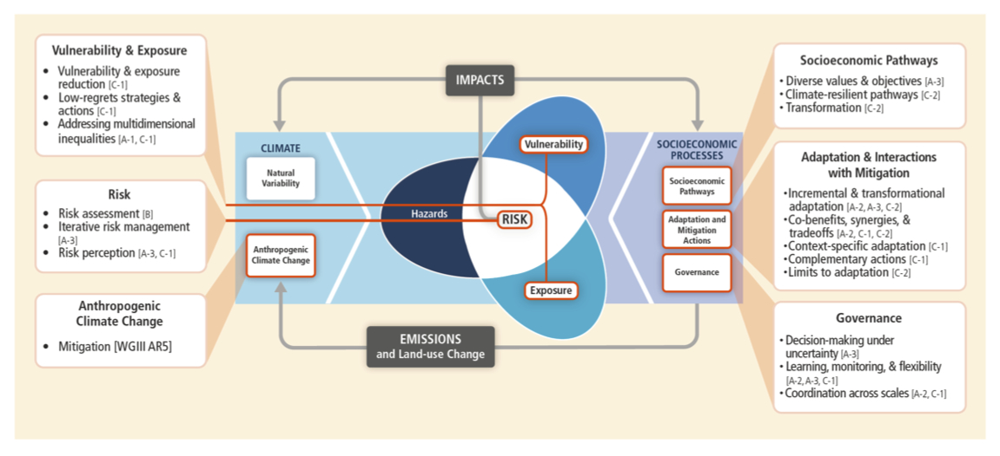 Vulnerability & Exposure
• Vulnerability & exposure
reduction [C-1]
• Low-regrets strategies &
actions [C-1]
• Addressing multidimensional
inequalities [A-1, C-1]
Risk
• Risk assessment [B]
• Iterative risk management
[A-3]
• Risk perception [A-3, C-1]
Anthropogenic
Climate Change
• Mitigation [WGIII AR5]
IMPACTS
CLIMATE
Natural
Variability
Anthropogenic
Climate Change
Hazards
Vulnerability
RISK
Exposure
EMISSIONS
and Land-use Change
SOCIOECONOMIC
PROCESSES
Socioeconomic
Pathways
Adaptation and
Mitigation
Actions
Governance
Socioeconomic Pathways
• Diverse values & objectives [A-3]
• Climate-resilient pathways [C-2]
• Transformation [C-2]
Adaptation & Interactions
with Mitigation
• Incremental & transformational
adaptation [A-2, A-3, C-2]
• Co-benefits, synergies, &
tradeoffs [A-2, C-1, C-2]
• Context-specific adaptation [C-1]
• Complementary actions [C-1]
• Limits to adaptation [C-2]
Governance
• Decision-making under
uncertainty [A-3]
• Learning, monitoring, & flexibility
[A-2, A-3, C-1]
• Coordination across scales [A-2, C-1]